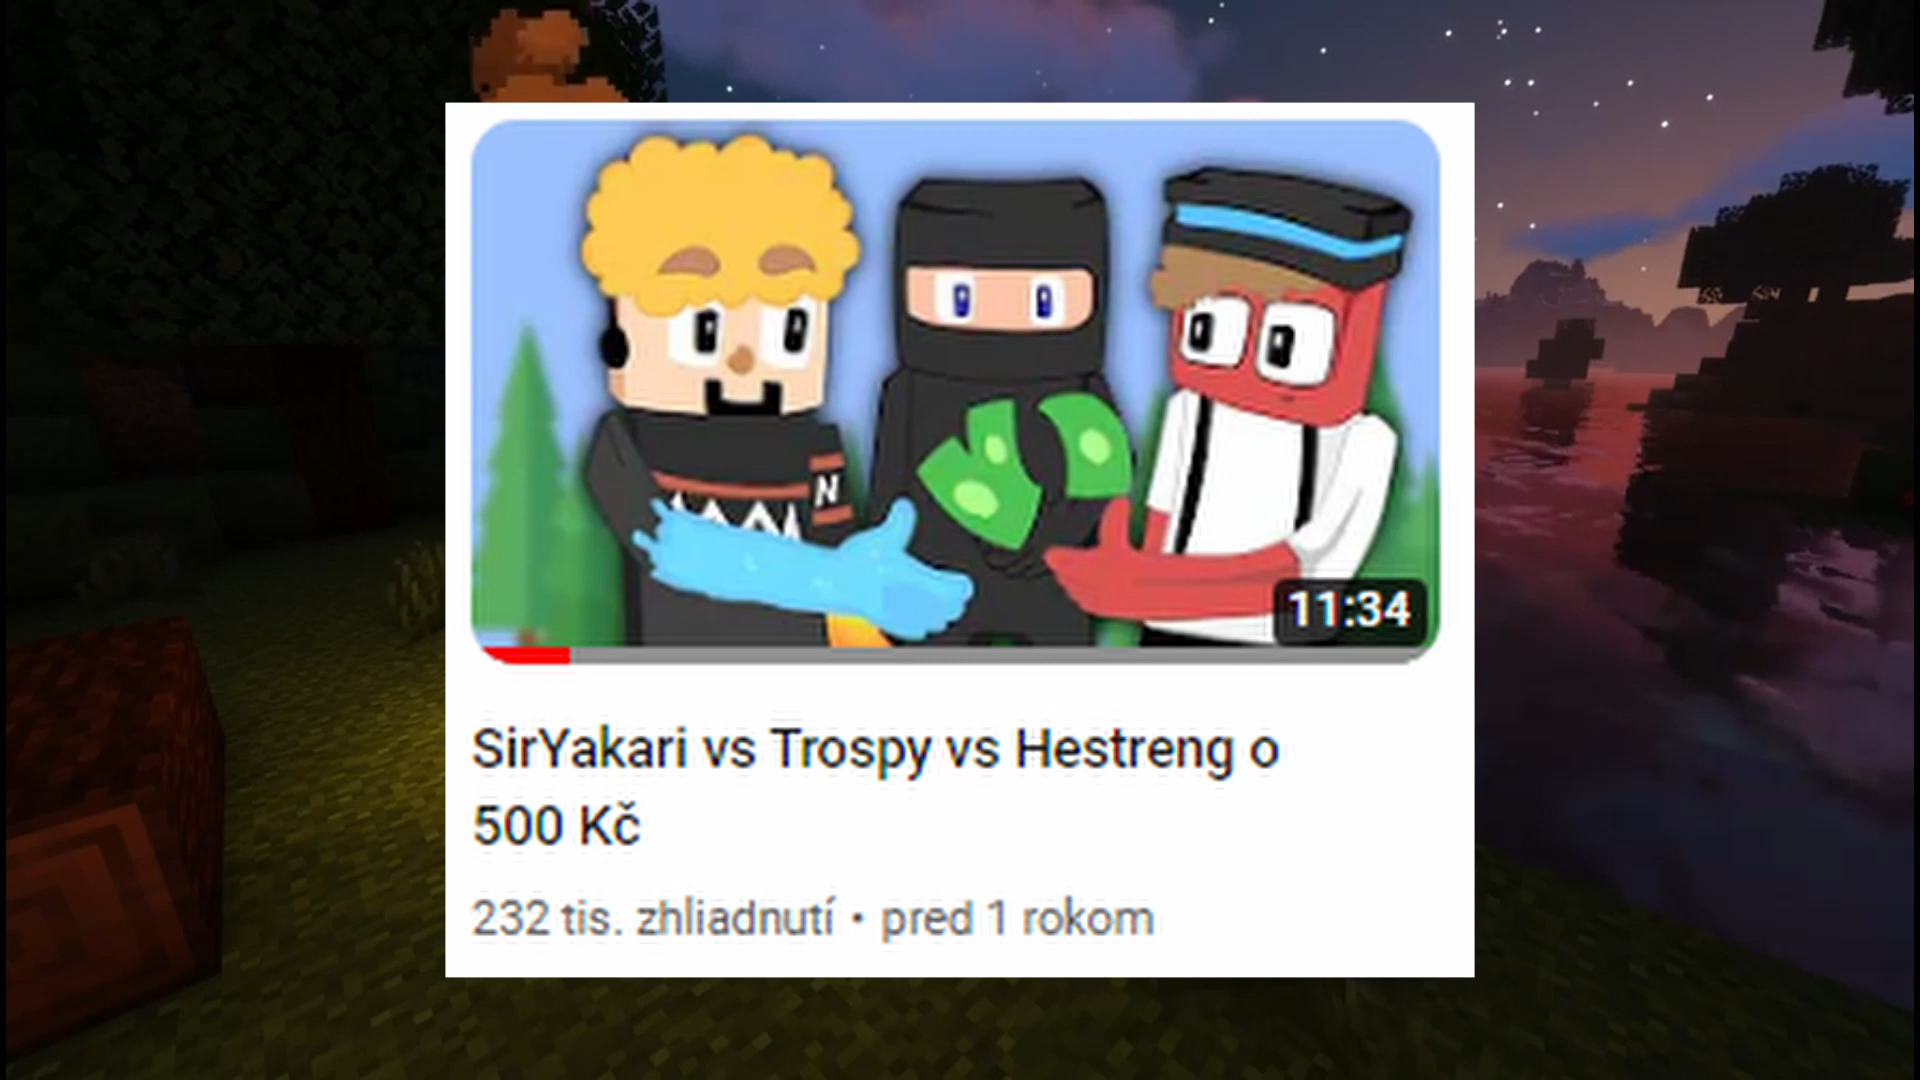 N
11:34
SirYakari vs Trospy vs Hestreng o
500 Kč
232 tis. zhliadnutí • pred 1 rokom